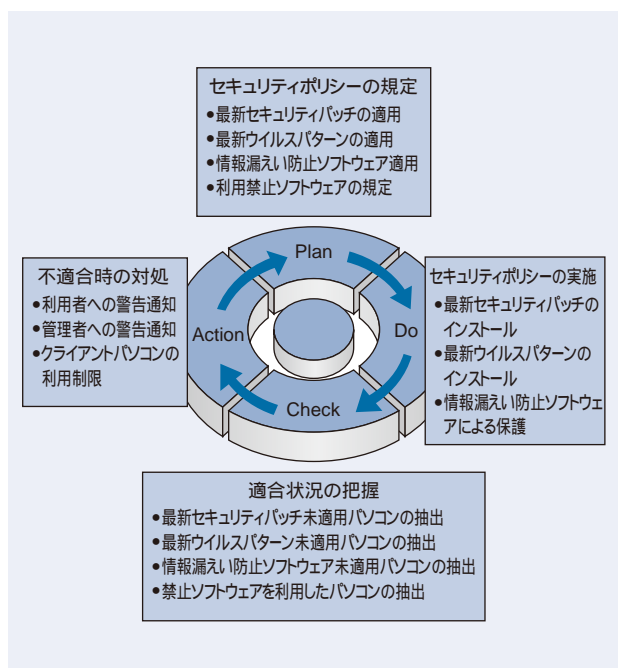 セキュリティポリシーの規定
●最新セキュリティパッチの適用
●最新ウイルスパターンの適用
●情報漏えい防止ソフトウェア適用
●利用禁止ソフトウェアの規定
Plan
不適合時の対処
●利用者への警告通知
●管理者への警告通知
●クライアントパソコンの
利用制限
Action
Do
セキュリティポリシーの実施
●最新セキュリティパッチの
インストール
●最新ウイルスパターンの
インストール
●情報漏えい防止ソフトウェ
アによる保護
Check
適合状況の把握
●最新セキュリティパッチ未適用パソコンの抽出
●最新ウイルスパターン未適用パソコンの抽出
●情報漏えい防止ソフトウェア未適用パソコンの抽出
●禁止ソフトウェアを利用したパソコンの抽出